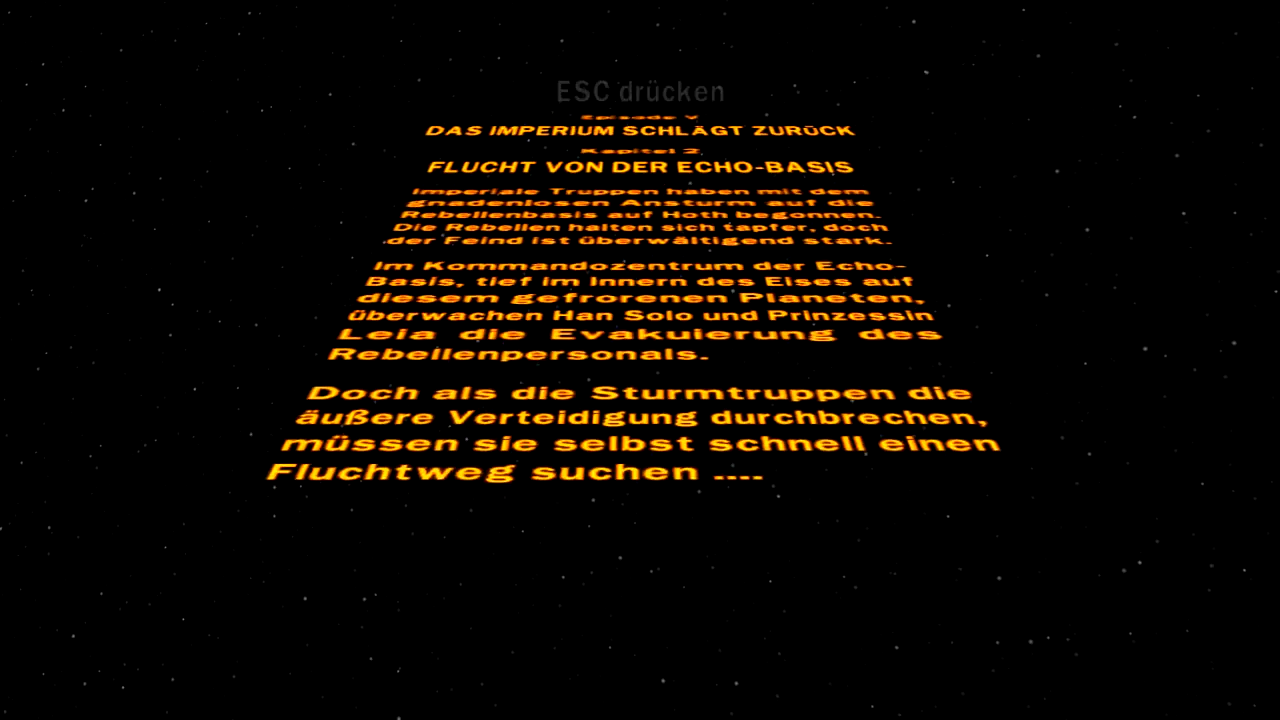 ESC drücken
Episode V
DAS IMPERIUM SCHLÄGT ZURÜCK
Kapitel 2
FLUCHT VON DER ECHO-BASIS
Imperiale Truppen haben mit dem
gnadenlosen Ansturm auf die
Rebellenbasis auf Hoth begonnen.
Die Rebellen halten sich tapfer, doch
der Feind ist überwältigend stark.
Im Kommandozentrum der Echo-
Basis, tief im Innern des Eises auf
diesem gefrorenen Planeten,
überwachen Han Solo und Prinzessin
Leia die Evakuierung des
Rebellenpersonals.
Doch als die Sturmtruppen die
äußere Verteidigung durchbrechen,
müssen sie selbst schnell einen
Fluchtweg suchen ....